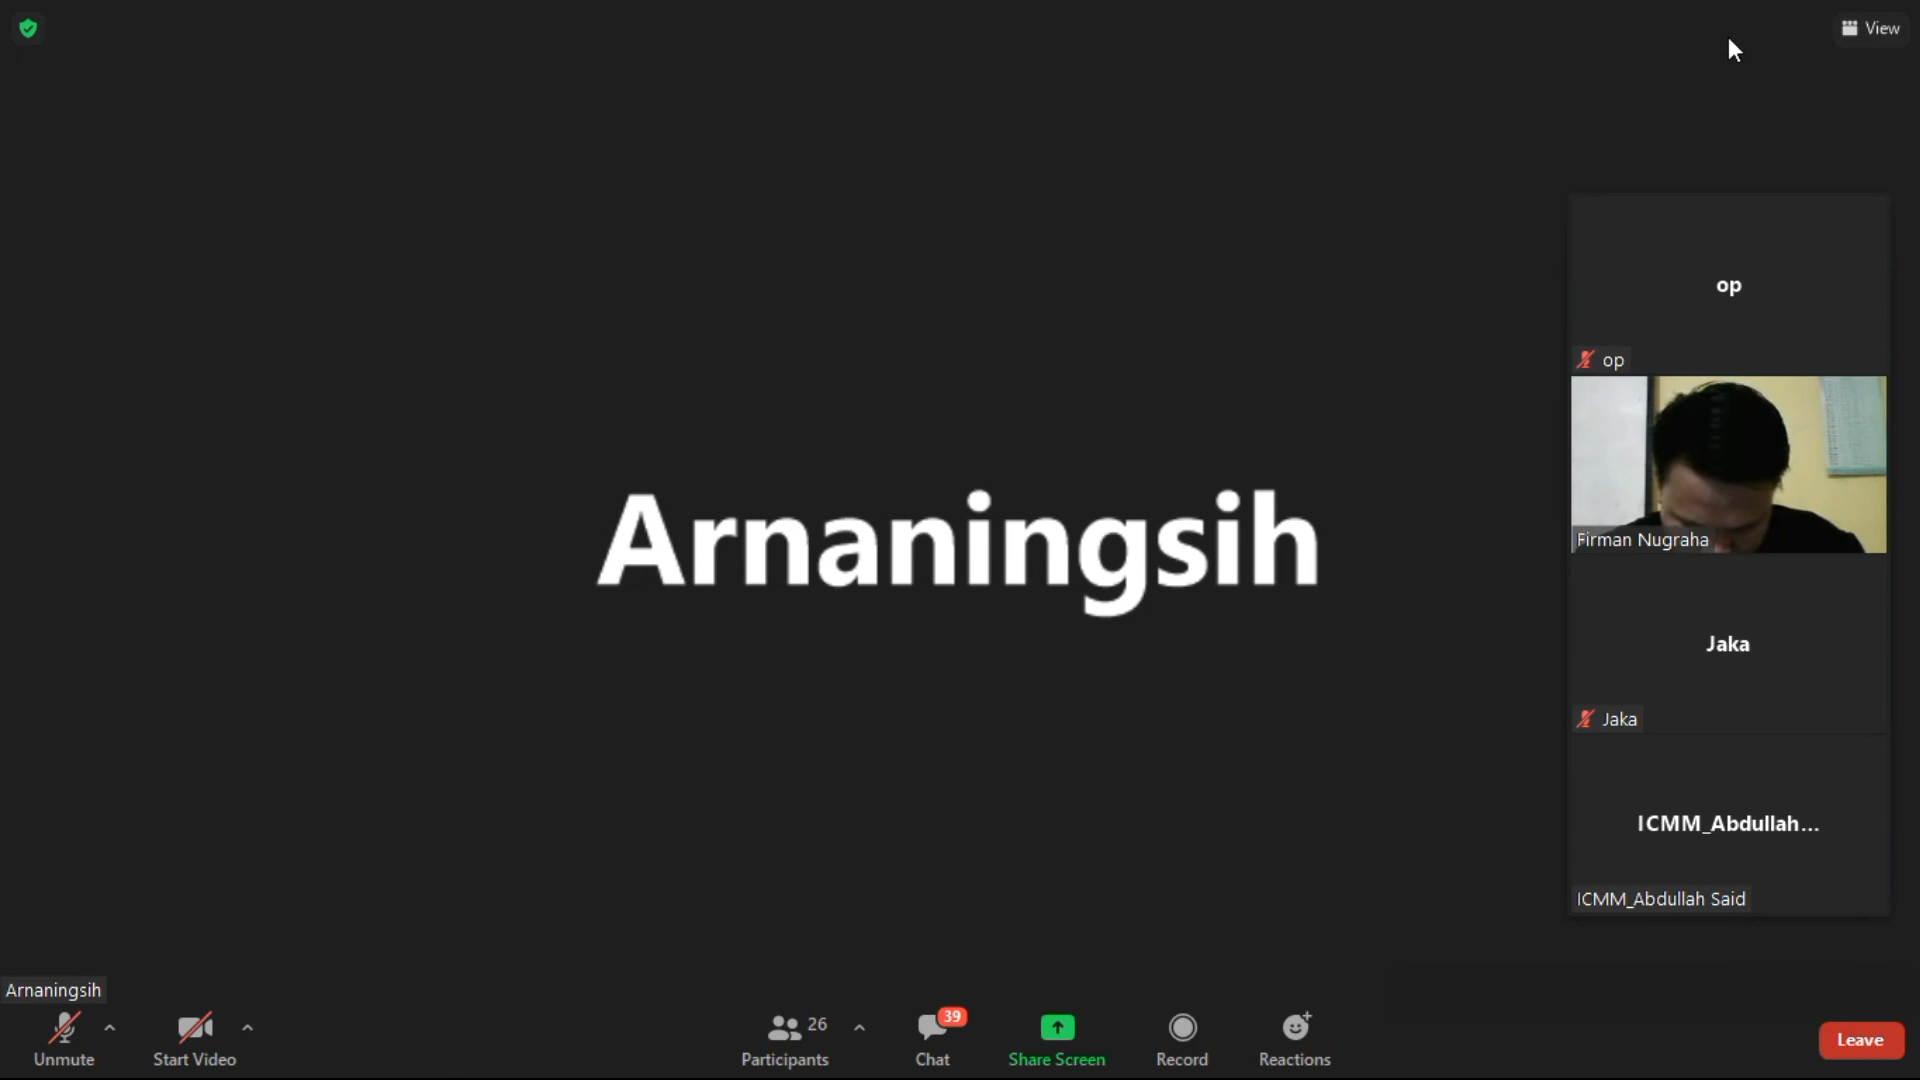 View
op
op
Firman Nugraha
Jaka
Jaka
ICMM_Abdullah...
ICMM_Abdullah Said
Arnaningsih
Arnaningsih
Unmute
Start Video
26
Participants
39
Chat
Share Screen
Record
Reactions
Leave